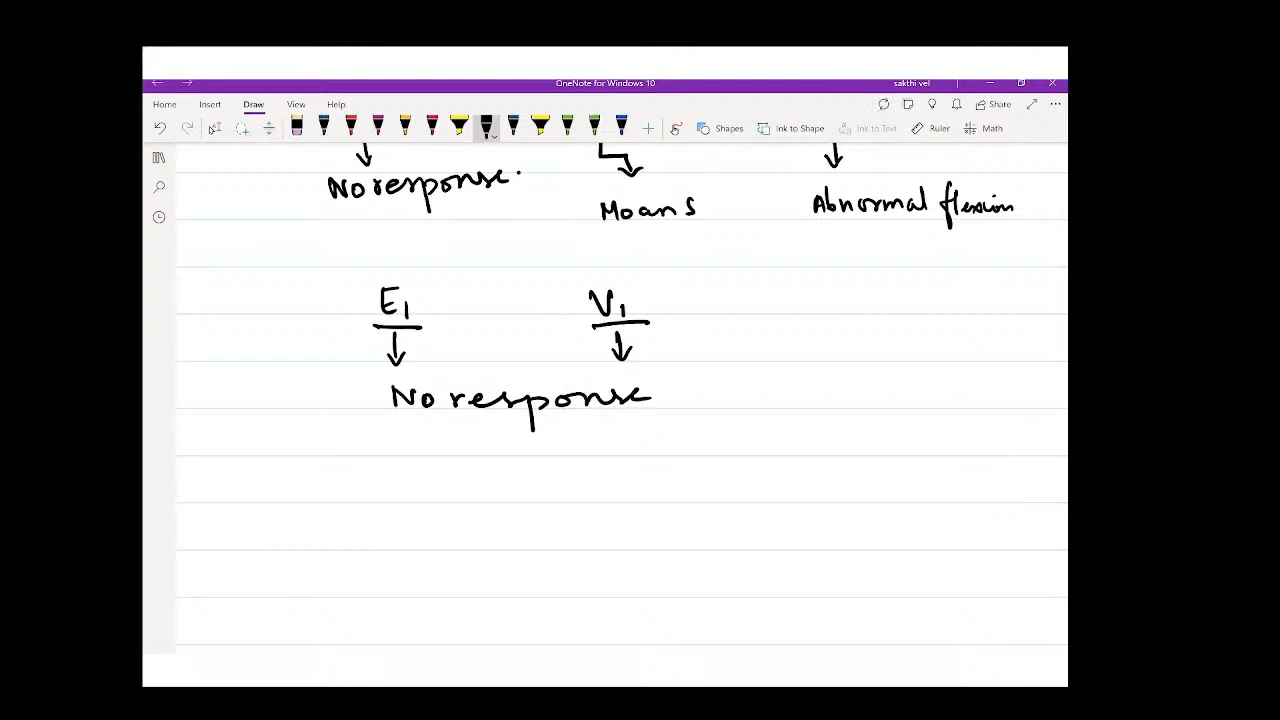 OneNote for Windows 10
sakthi vel
Home Insert Draw View Help
Share
Shapes Ink to Shape Ink to Text Ruler Math
No response.
Moans
Abnormal flexion
E1 V1
No response